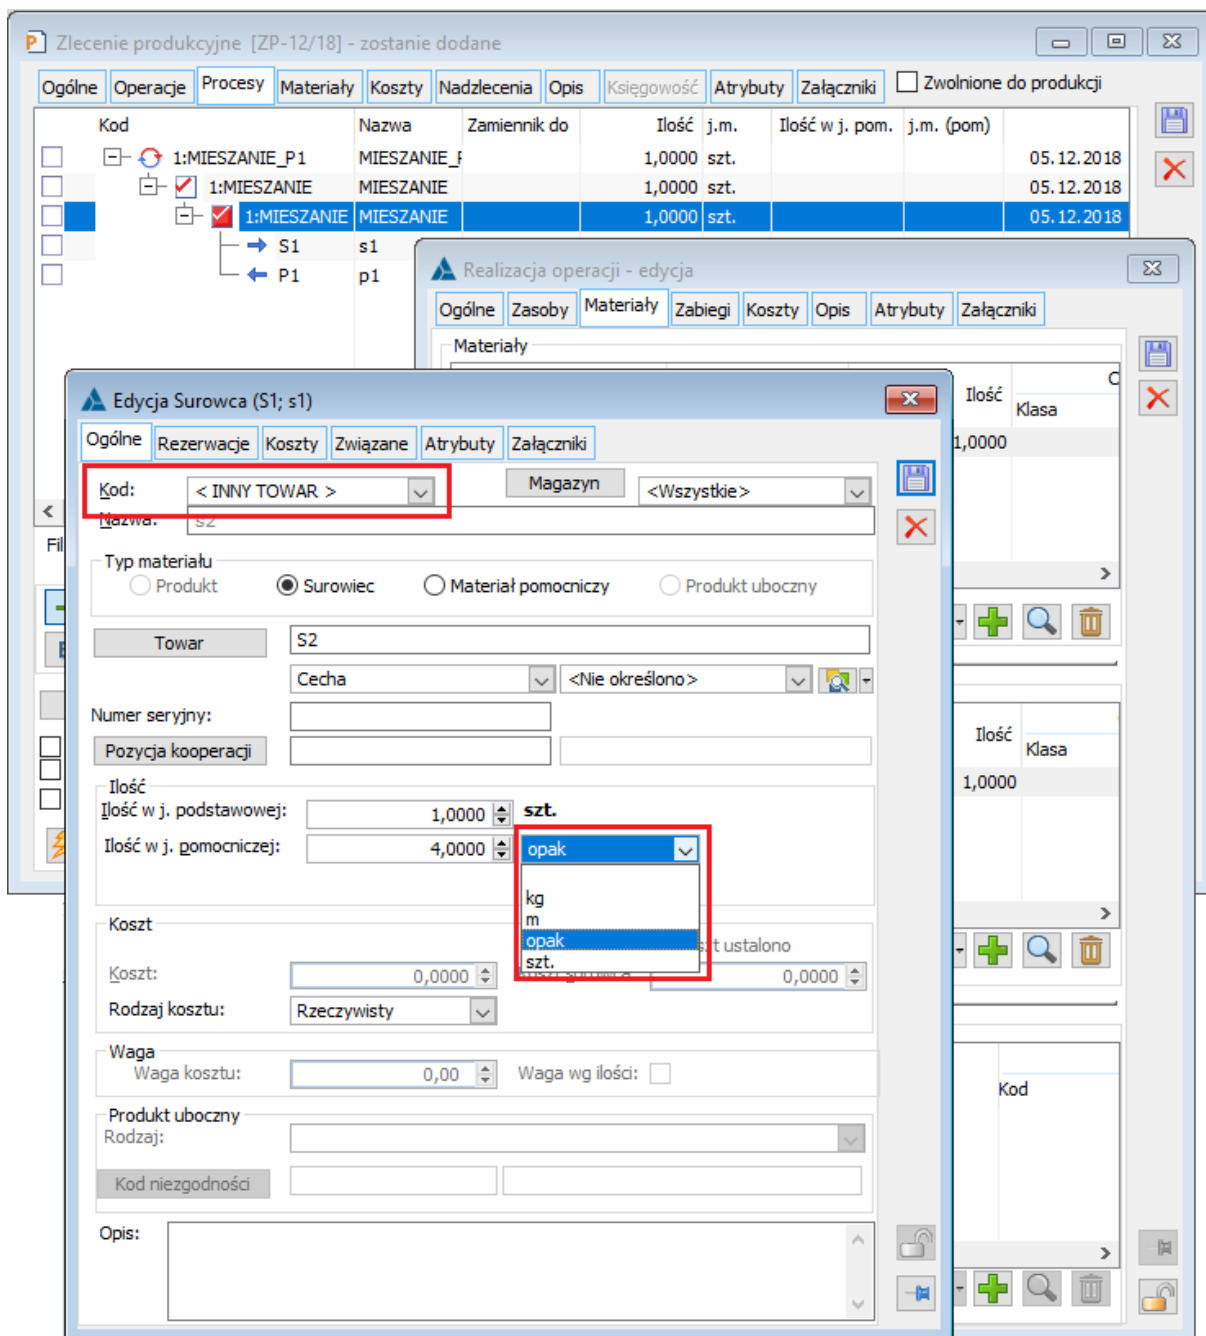 Zlecenie produkcyjne [ZP-12/18] - zostanie dodane
Ogólne Operacje Procesy Materiały Koszty Nadzlecenia Opis Księgowość Atrybuty Załączniki Zwolnione do produkcji
Kod Nazwa Zamiennik do Ilość j.m. Ilość w j. pom. j.m. (pom)
1:MIESZANIE_P1 MIESZANIE_ 1,0000 szt. 05.12.2018
1:MIESZANIE MIESZANIE 1,0000 szt. 05.12.2018
1:MIESZANIE MIESZANIE 1,0000 szt. 05.12.2018
S1 s1
P1 p1
Realizacja operacji - edycja
Ogólne Zasoby Materiały Zabiegi Koszty Opis Atrybuty Załączniki
Materiały
Ilość
Klasa
1,0000
Fil
Edycja Surowca (S1; s1)
Ogólne Rezerwacje Koszty Związane Atrybuty Załączniki
Kod: < INNY TOWAR > Magazyn <Wszystkie>
Nazwa: s2
Typ materiału
Produkt Surowiec Materiał pomocniczy Produkt uboczny
Towar S2
Cecha <Nie określono>
Numer seryjny:
Pozycja kooperacji
Ilość
Klasa
1,0000
Ilość
Ilość w j. podstawowej: 1,0000 szt.
Ilość w j. pomocniczej: 4,0000 opak
kg
m
opak
szt.
Koszt
ustalono
Koszt: 0,0000 0,0000
Rodzaj kosztu: Rzeczywisty
Waga
Waga kosztu: 0,00 Waga wg ilości:
Kod
Produkt uboczny
Rodzaj:
Kod niezgodności
Opis: